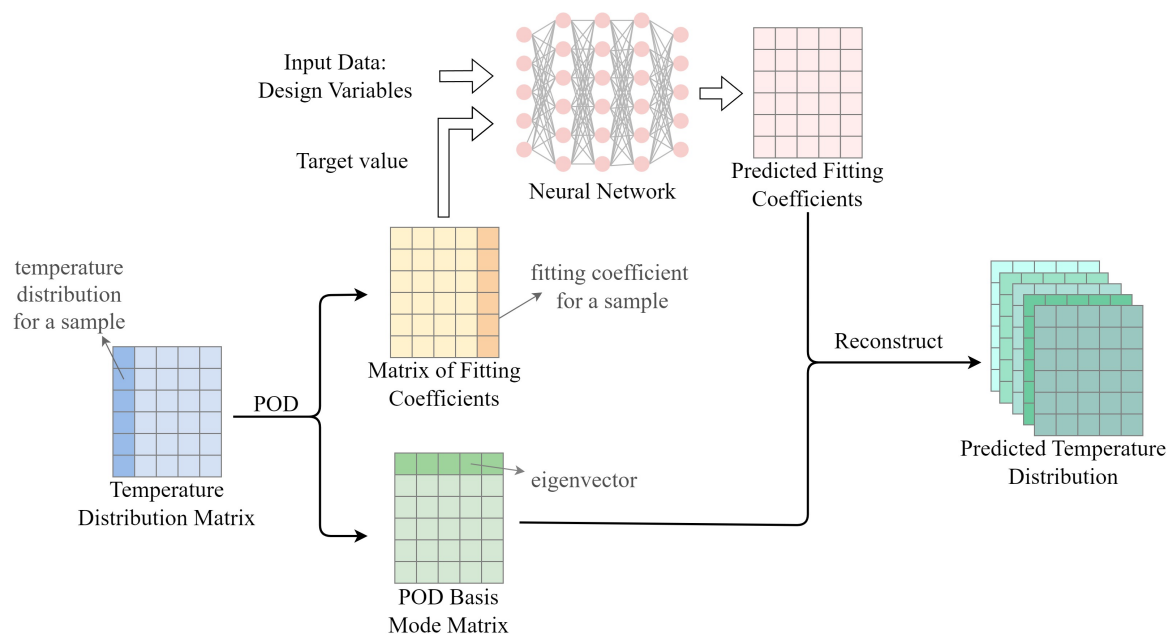 Input Data:
Design Variables
Target value
Neural Network
Predicted Fitting
Coefficients
temperature
distribution
for a sample
fitting coefficient
for a sample
Matrix of Fitting
Coefficients
POD
Temperature
Distribution Matrix
eigenvector
POD Basis
Mode Matrix
Reconstruct
Predicted Temperature
Distribution